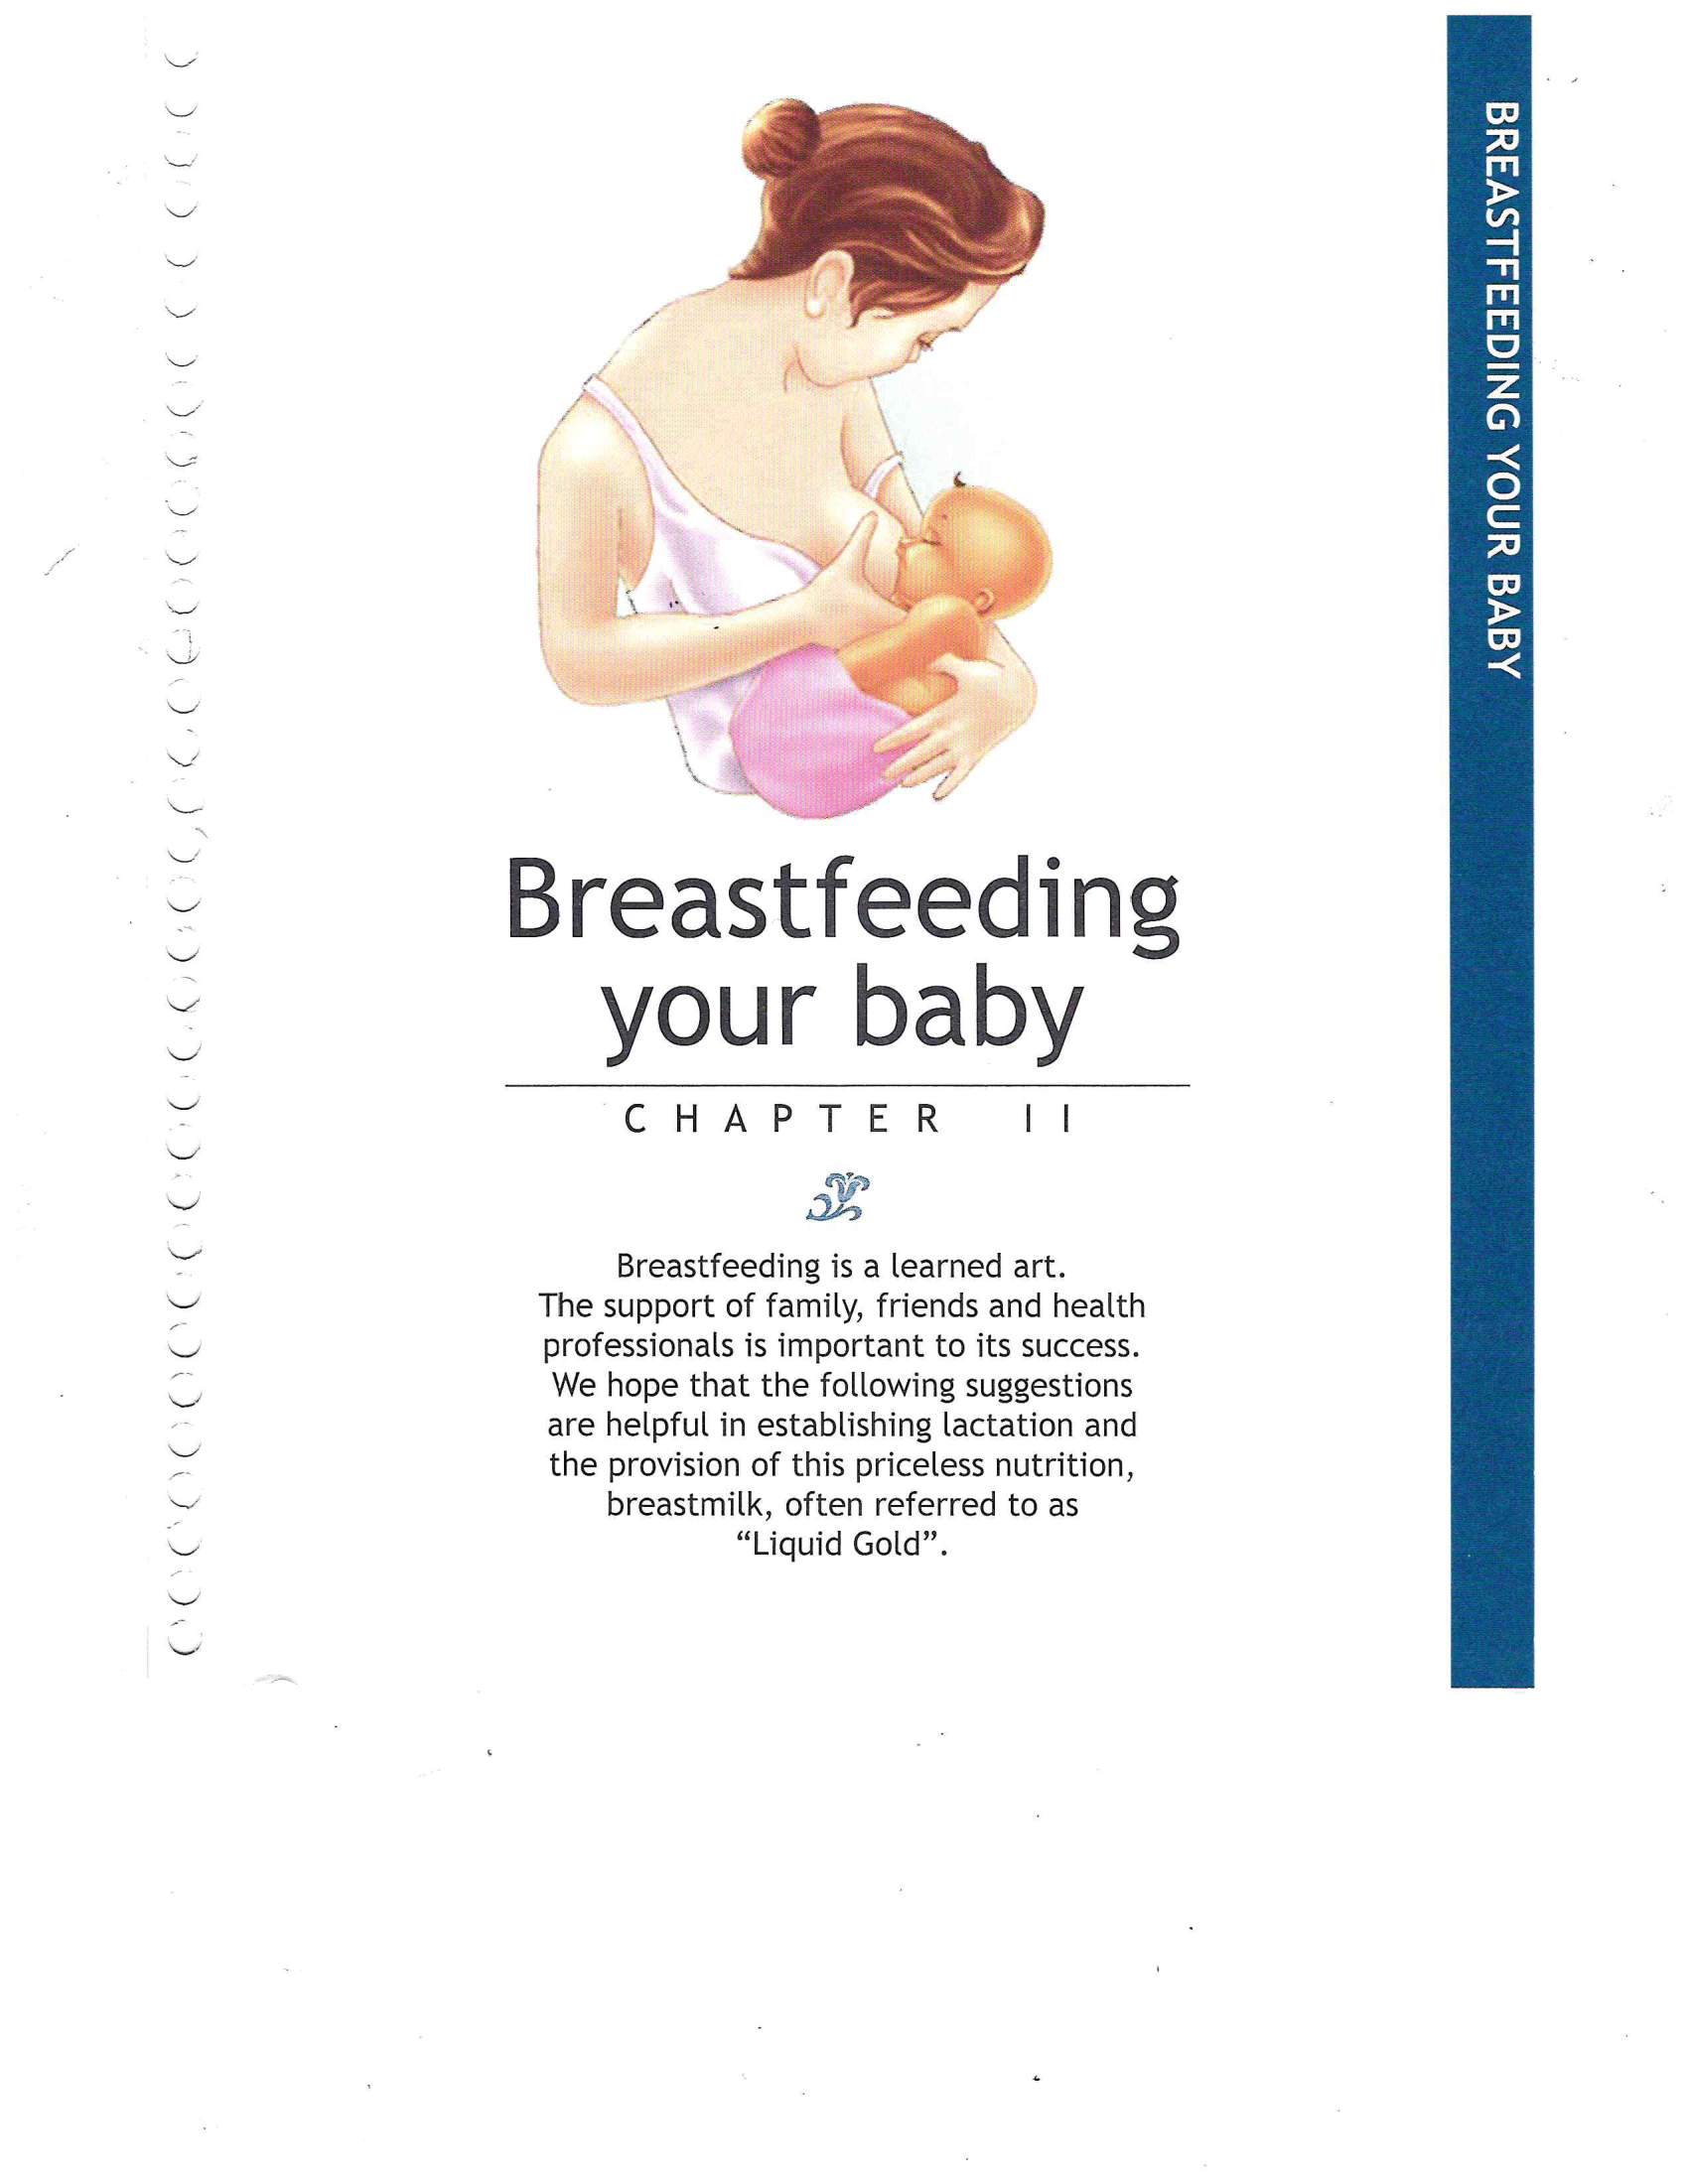 Breastfeeding
your baby
CHAPTER II
Breastfeeding is a learned art.
The support of family, friends and health
professionals is important to its success.
We hope that the following suggestions
are helpful in establishing lactation and
the provision of this priceless nutrition,
breastmilk, often referred to as
“Liquid Gold”.
BREASTFEEDING YOUR BABY